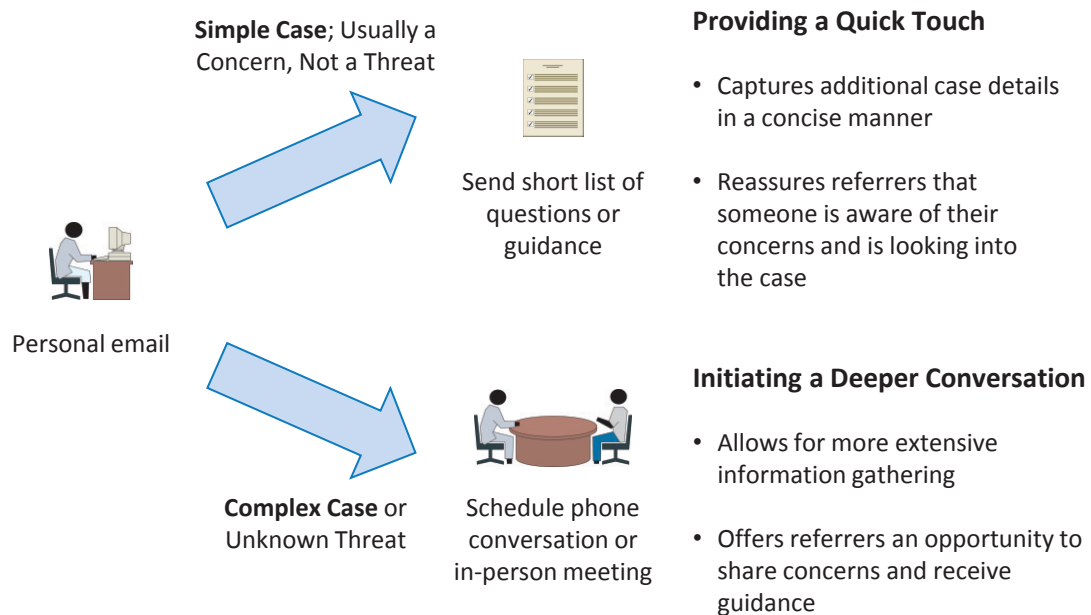 Simple Case; Usually a
Concern, Not a Threat
Send short list of
questions or
guidance
Providing a Quick Touch
• Captures additional case details
in a concise manner
• Reassures referrers that
someone is aware of their
concerns and is looking into
the case
Personal email
Complex Case or
Unknown Threat
Schedule phone
conversation or
in-person meeting
Initiating a Deeper Conversation
• Allows for more extensive
information gathering
• Offers referrers an opportunity to
share concerns and receive
guidance